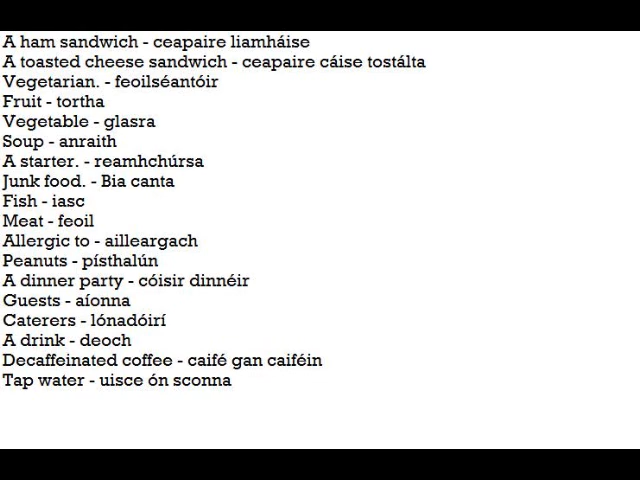 A ham sandwich - ceapaire liamháise
A toasted cheese sandwich - ceapaire cáise tostálta
Vegetarian. - feoilséantóir
Fruit - tortha
Vegetable - glasra
Soup - anraith
A starter. - reamhchúrsa
Junk food. - Bia canta
Fish - iasc
Meat - feoil
Allergic to - ailleargach
Peanuts - písthalún
A dinner party - cóisir dinnéir
Guests - aíonna
Caterers - lónadóirí
A drink - deoch
Decaffeinated coffee - caifé gan caiféin
Tap water - uisce ón sconna